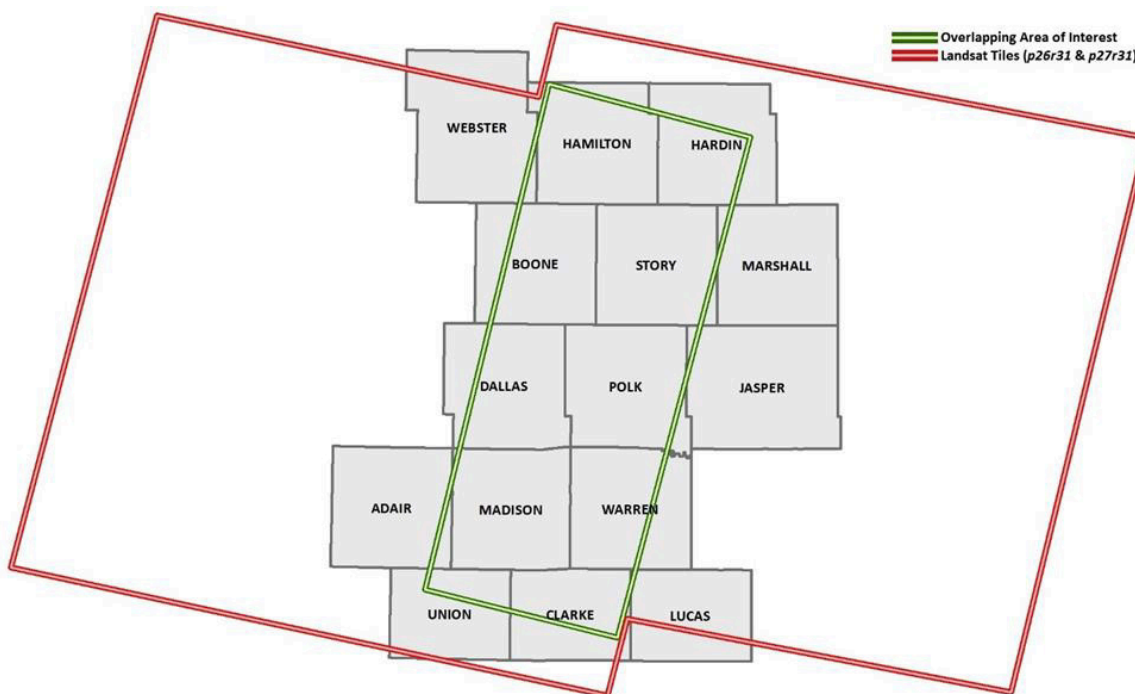 Overlapping Area of Interest
Landsat Tiles (p26r31 & p27r31)
WEBSTER
HAMILTON
HARDIN
BOONE
STORY
MARSHALL
DALLAS
POLK
JASPER
ADAIR
MADISON
WARREN
UNION
CLARKE
LUCAS